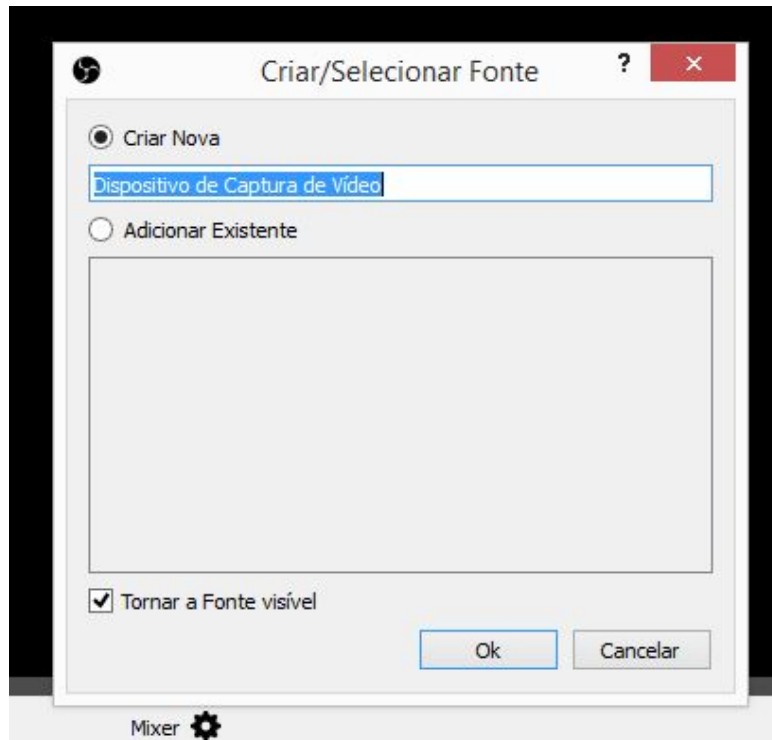 Criar/Selecionar Fonte ?
Criar Nova
Dispositivo de Captura de Vídeo
Adicionar Existente
Tornar a Fonte visível
Ok Cancelar
Mixer